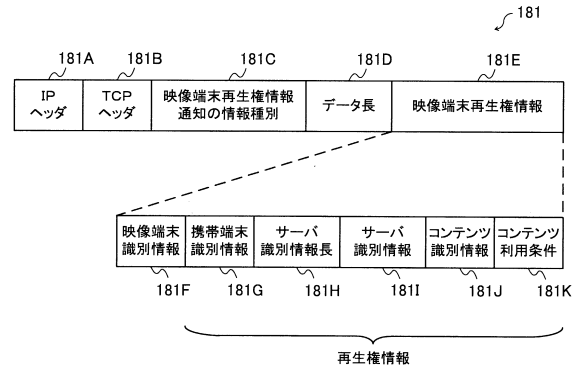 181
181A 181B 181C 181D 181E
IP
ヘッダ
TCP
ヘッダ
映像端末再生権情報
通知の情報種別
データ長
映像端末再生権情報
映像端末
識別情報
携帯端末
識別情報
サーバ
識別情報長
サーバ
識別情報
コンテンツ
識別情報
コンテンツ
利用条件
181F 181G 181H 181I 181J 181K
再生権情報